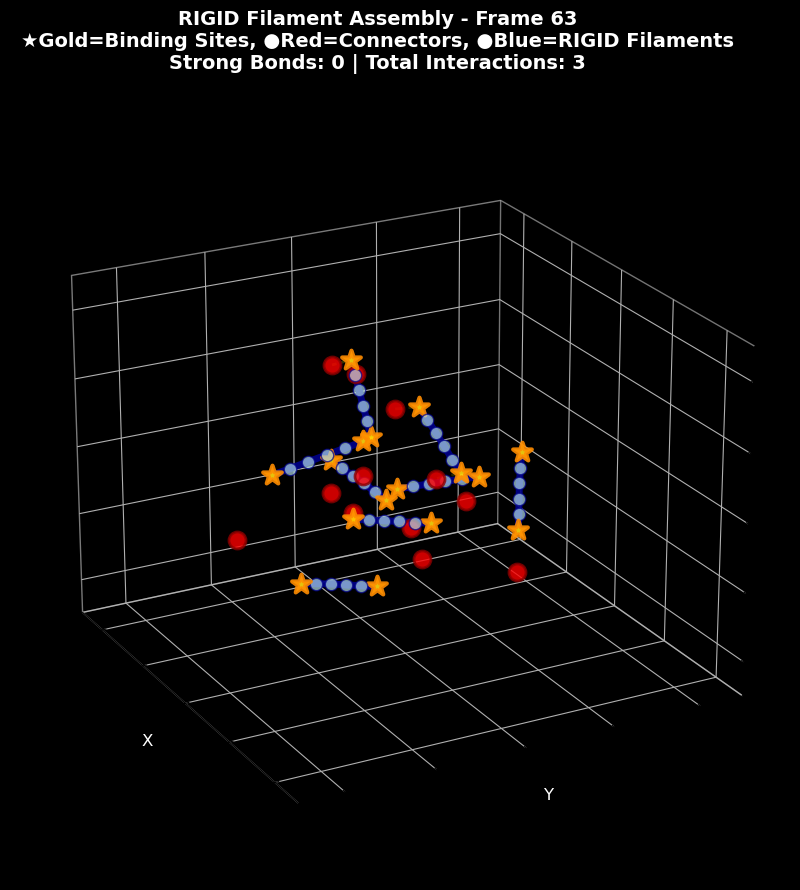 RIGID Filament Assembly - Frame 63
★Gold=Binding Sites, ●Red=Connectors, ●Blue=RIGID Filaments
Strong Bonds: 0 | Total Interactions: 3
X
Y